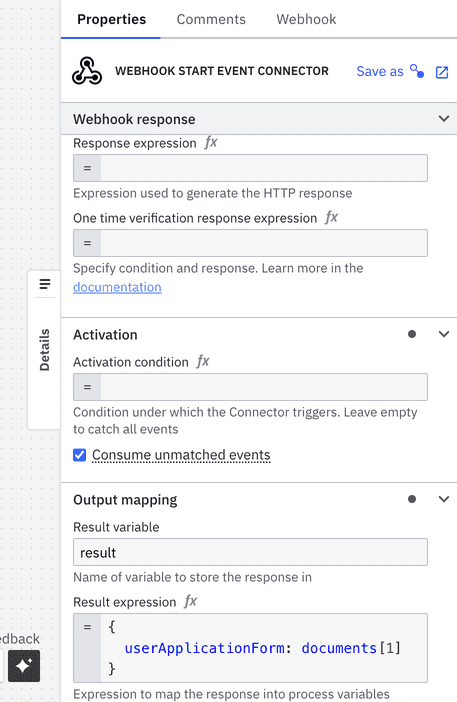 Properties
Comments
Webhook
WEBHOOK START EVENT CONNECTOR
Save as
Webhook response
Response expression fx
=
Expression used to generate the HTTP response
One time verification response expression fx
=
Specify condition and response. Learn more in the
documentation
Details
Activation
Activation condition fx
=
Condition under which the Connector triggers. Leave empty
to catch all events
Consume unmatched events
Output mapping
Result variable
result
Name of variable to store the response in
Result expression fx
= {
userApplicationForm: documents[1]
}
Expression to map the response into process variables
edback